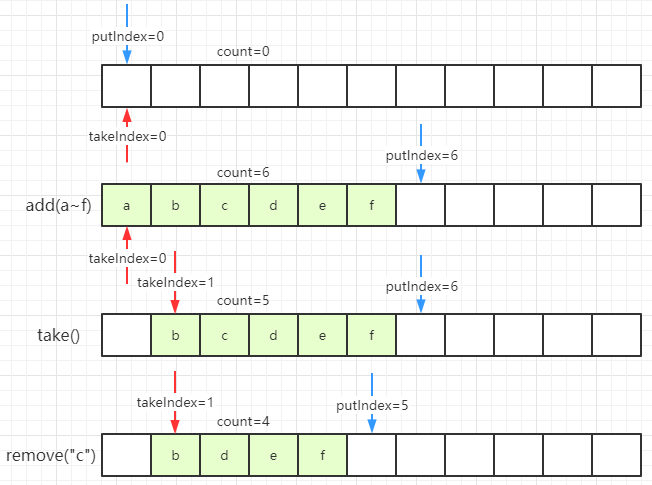 putIndex=0
count=0
takeIndex=0
putIndex=6
count=6
add(a~f)
a b c d e f
takeIndex=0
takeIndex=1
putIndex=6
count=5
take()
b c d e f
takeIndex=1
putIndex=5
count=4
remove("c")
b d e f